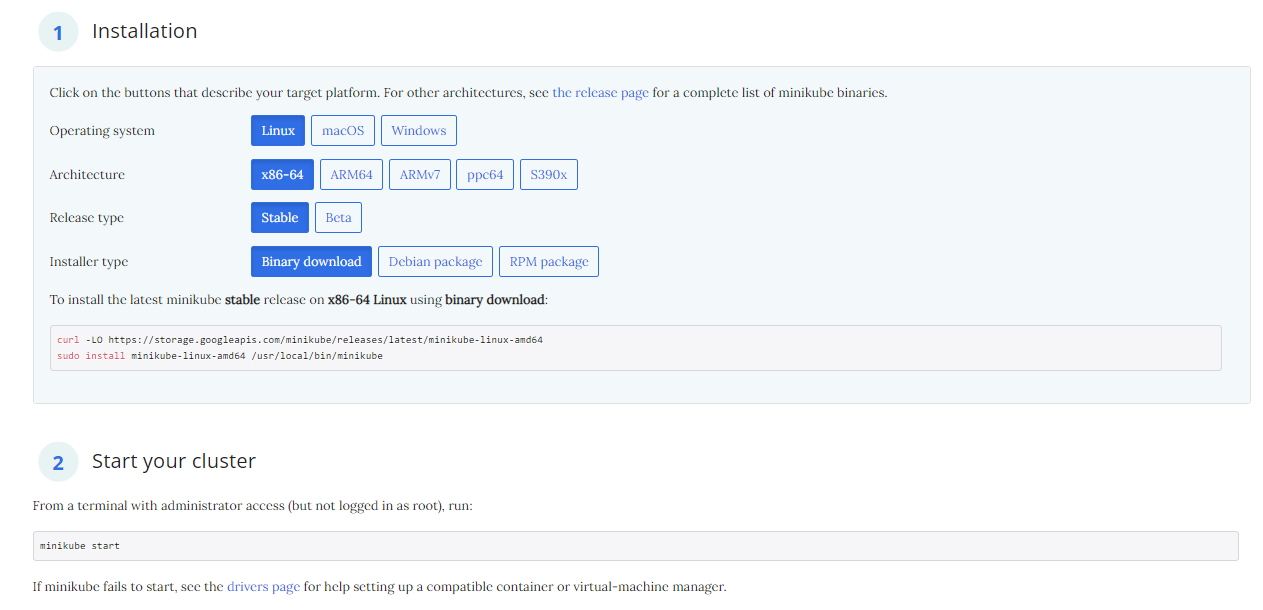 1 Installation
Click on the buttons that describe your target platform. For other architectures, see the release page for a complete list of minikube binaries.
Operating system Linux macOS Windows
Architecture x86-64 ARM64 ARMv7 ppc64 S390x
Release type Stable Beta
Installer type Binary download Debian package RPM package
To install the latest minikube stable release on x86-64 Linux using binary download:
curl -LO https://storage.googleapis.com/minikube/releases/latest/minikube-linux-amd64
sudo install minikube-linux-amd64 /usr/local/bin/minikube
2 Start your cluster
From a terminal with administrator access (but not logged in as root), run:
minikube start
If minikube fails to start, see the drivers page for help setting up a compatible container or virtual-machine manager.